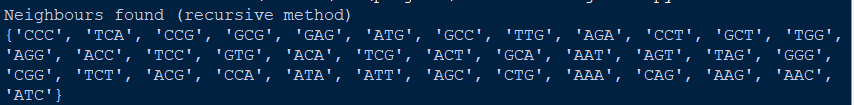 Neighbours found (recursive method)
{'CCC', 'TCA', 'CCG', 'GCG', 'GAG', 'ATG', 'GCC', 'TTG', 'AGA', 'CCT', 'GCT', 'TGG',
'AGG', 'ACC', 'TCC', 'GTG', 'ACA', 'TCG', 'ACT', 'GCA', 'AAT', 'AGT', 'TAG', 'GGG',
'CGG', 'TCT', 'ACG', 'CCA', 'ATA', 'ATT', 'AGC', 'CTG', 'AAA', 'CAG', 'AAG', 'AAC',
'ATC'}